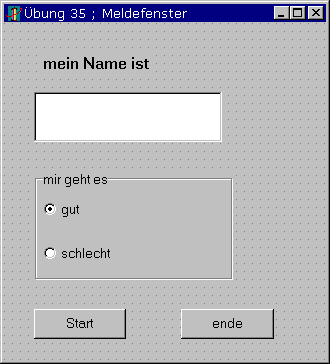 Übung 35 ; Meldefenster
mein Name ist
mir geht es
gut
schlecht
Start
ende